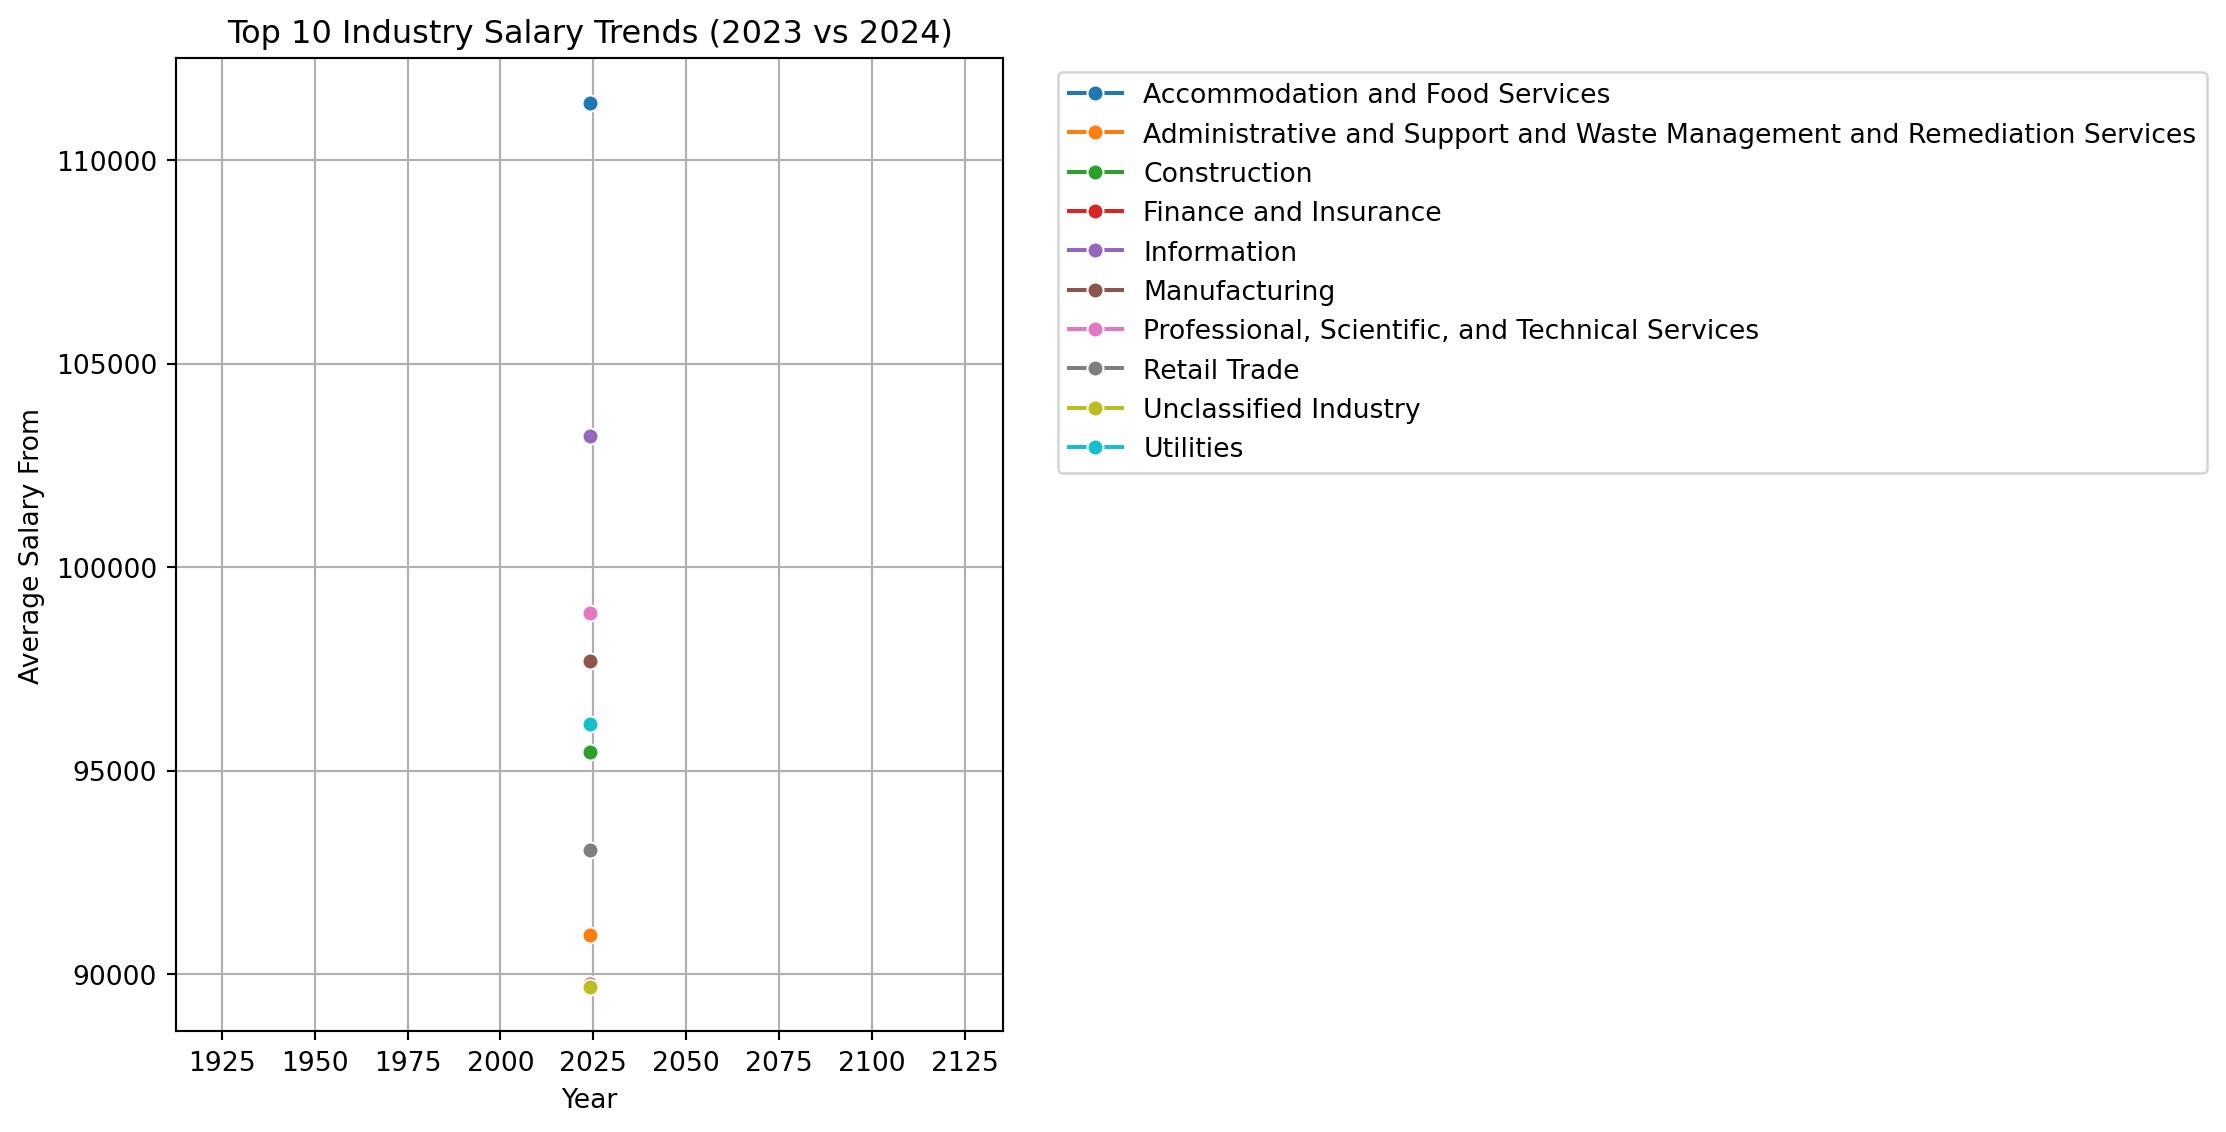 Top 10 Industry Salary Trends (2023 vs 2024)
Average Salary From
110000
105000
100000
95000
90000
1925 1950 1975 2000 2025 2050 2075 2100 2125
Year
Accommodation and Food Services
Administrative and Support and Waste Management and Remediation Services
Construction
Finance and Insurance
Information
Manufacturing
Professional, Scientific, and Technical Services
Retail Trade
Unclassified Industry
Utilities